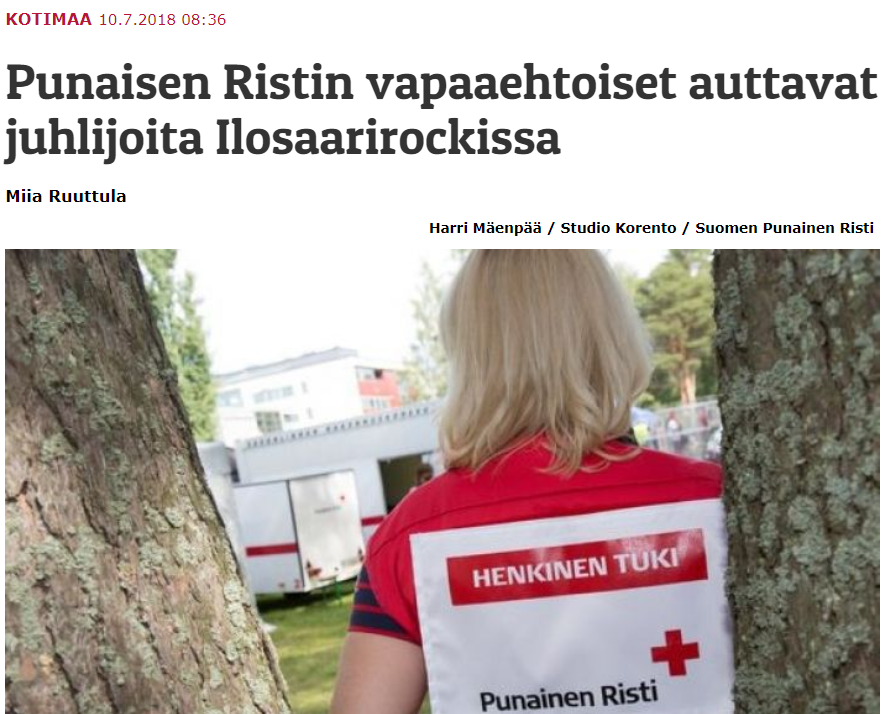 KOTIMAA 10.7.2018 08:36
Punaisen Ristin vapaaehtoiset auttavat
juhlijoita Ilosaarirockissa
Miia Ruuttula
Harri Mäenpää / Studio Korento / Suomen Punainen Risti
HENKINEN TUKI
Punainen Risti